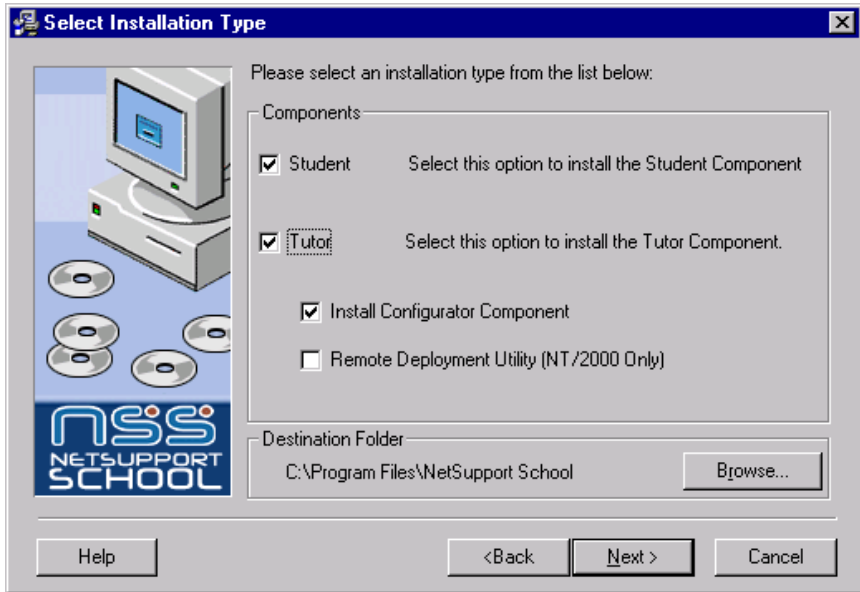 Select Installation Type
Please select an installation type from the list below:
Components
Student Select this option to install the Student Component
Tutor Select this option to install the Tutor Component.
Install Configurator Component
Remote Deployment Utility (NT/2000 Only)
nss
NETSUPPORT
SCHOOL
Destination Folder
C:\Program Files\NetSupport School
Browse...
Help
<Back
Next >
Cancel